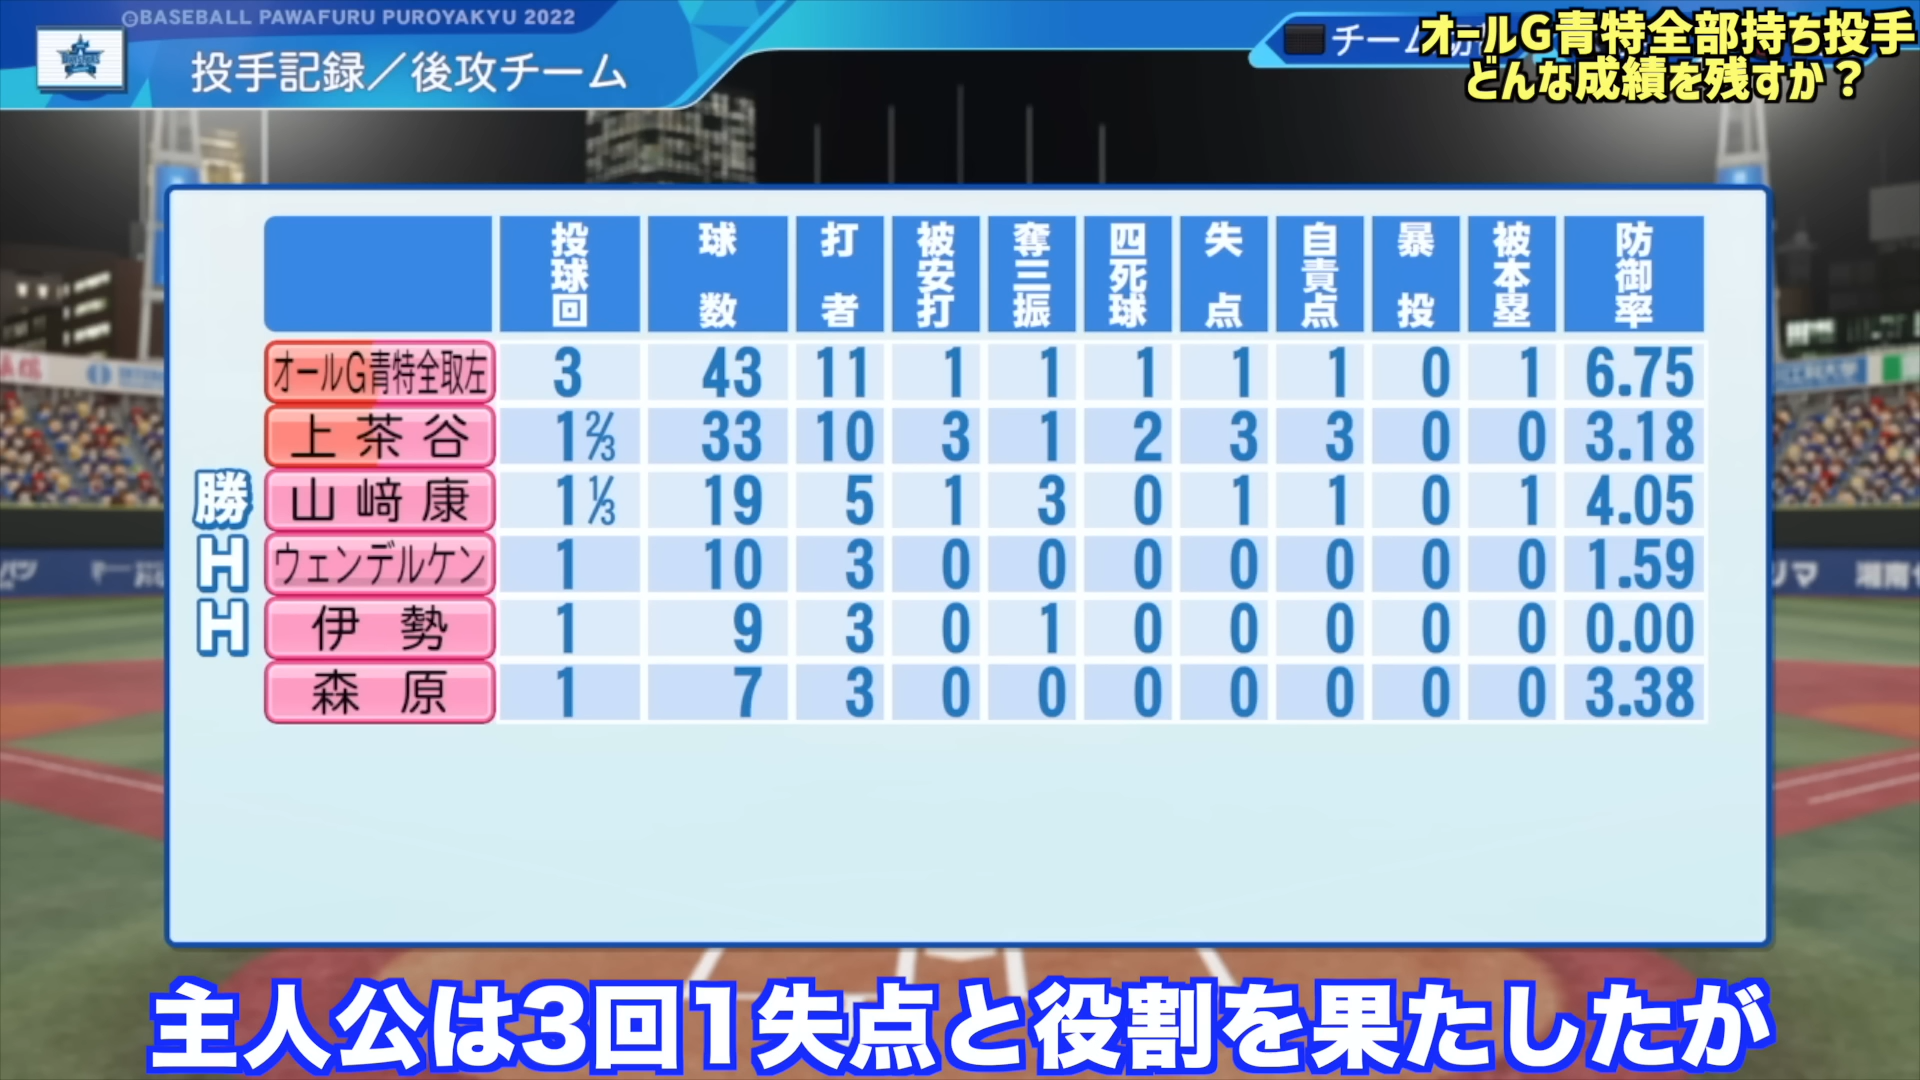 ©BASEBALL PAWAFURU PUROYAKYU 2022
投手記録／後攻チーム
チーム
オールG青特全部持ち投手
どんな成績を残すか？
投球回 球数 打者 被安打 奪三振 四死球 失点 自責点 暴投 被本塁 防御率
オールG青特全取左 3 43 11 1 1 1 1 1 0 1 6.75
上茶谷 1 2/3 33 10 3 1 2 3 3 0 0 3.18
勝 山﨑康 1 1/3 19 5 1 3 0 1 1 0 1 4.05
H ウェンデルケン 1 10 3 0 0 0 0 0 0 0 1.59
H 伊勢 1 9 3 0 1 0 0 0 0 0 0.00
森原 1 7 3 0 0 0 0 0 0 0 3.38
主人公は3回1失点と役割を果たしたが